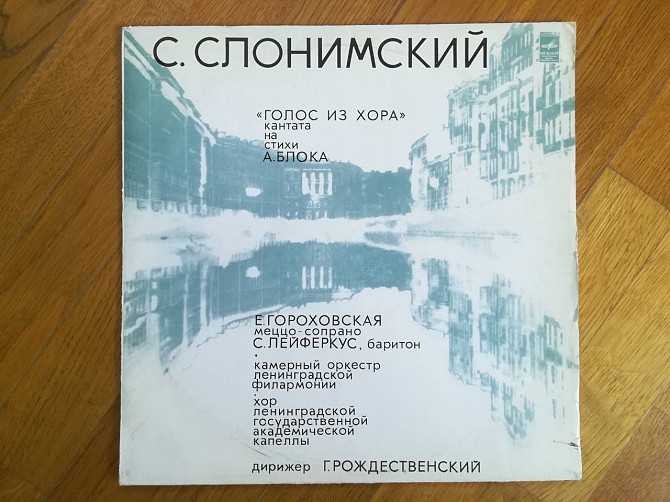 С. СЛОНИМСКИЙ
«ГОЛОС ИЗ ХОРА»
кантата
на
стихи
А.БЛОКА
Е.ГОРОХОВСКАЯ
меццо-сопрано
С.ЛЕЙФЕРКУС, баритон
камерный оркестр
ленинградской
филармонии
хор
ленинградской
государственной
академической
капеллы
дирижер Г.РОЖДЕСТВЕНСКИЙ